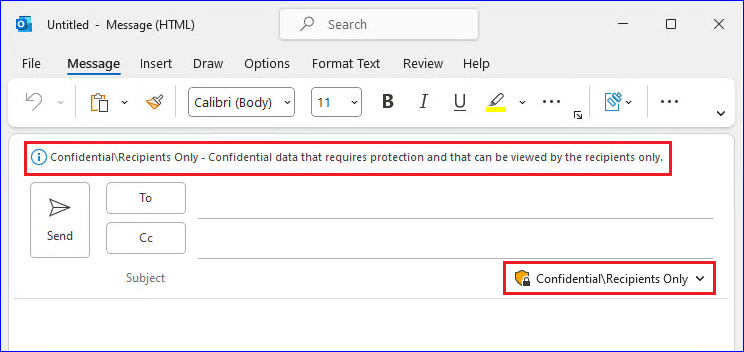 Untitled - Message (HTML)
Search
File Message Insert Draw Options Format Text Review Help
Calibri (Body) 11 B I U
Confidential\Recipients Only - Confidential data that requires protection and that can be viewed by the recipients only.
To
Send
Cc
Subject
Confidential\Recipients Only